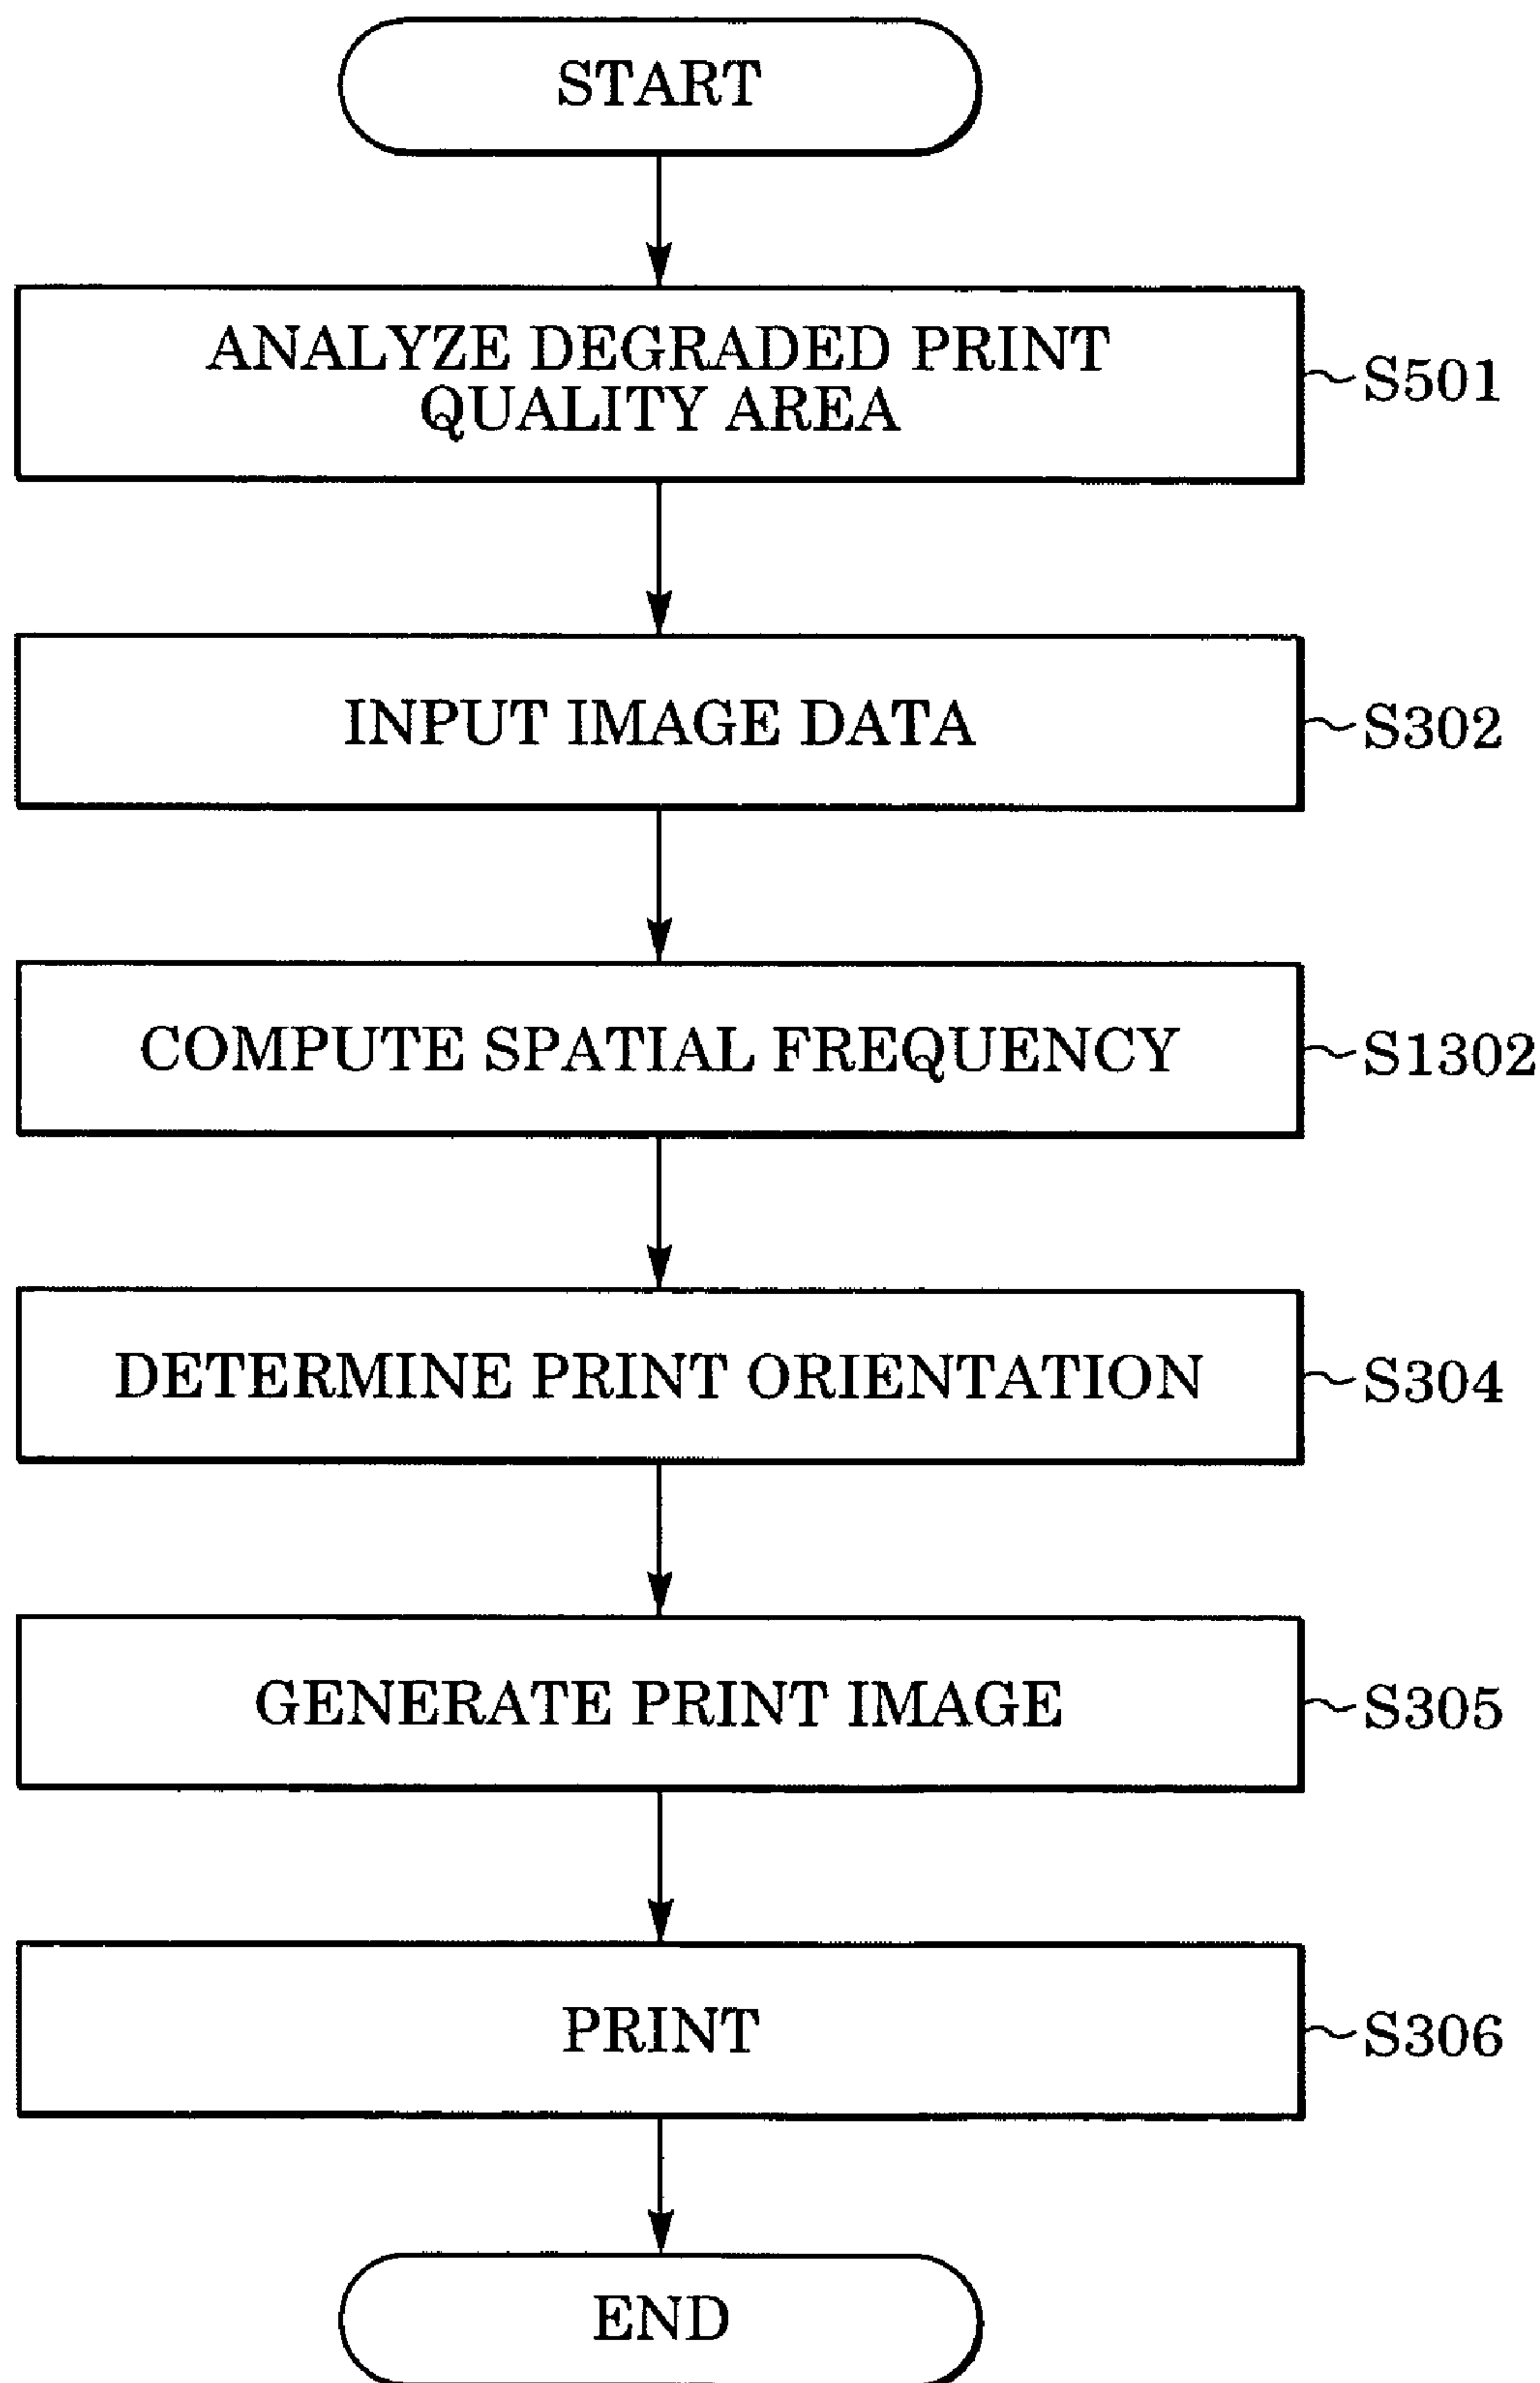 START
ANALYZE DEGRADED PRINT
QUALITY AREA
S501
INPUT IMAGE DATA
S302
COMPUTE SPATIAL FREQUENCY
S1302
DETERMINE PRINT ORIENTATION
S304
GENERATE PRINT IMAGE
S305
PRINT
S306
END